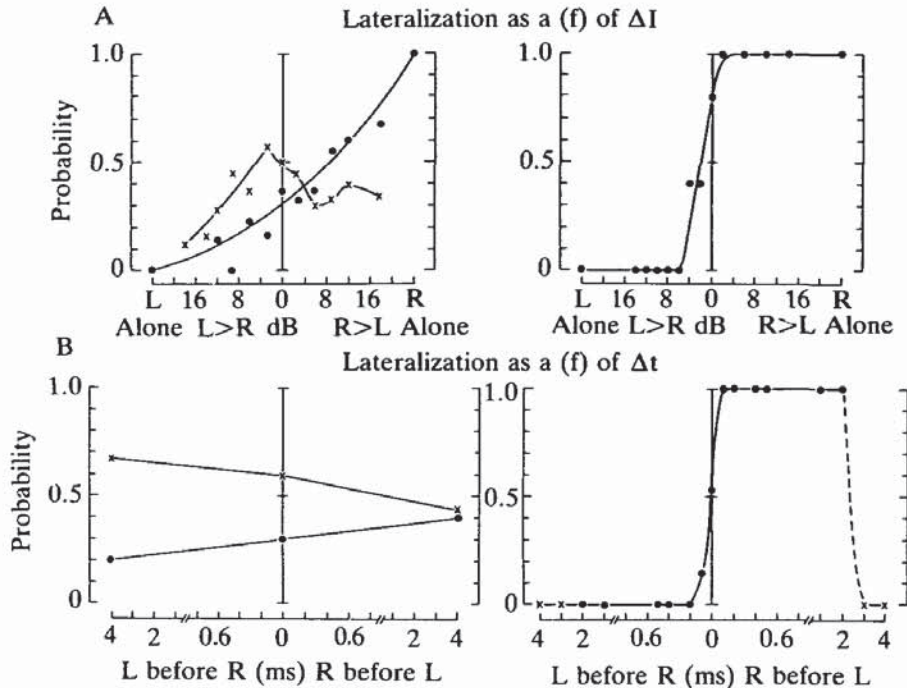 A
Lateralization as a (f) of ΔI
Probability
1.0
0.5
0
L 16 8 0 8 16 R
Alone L>R dB R>L Alone
1.0
0.5
0
L 16 8 0 8 16 R
Alone L>R dB R>L Alone
B
Lateralization as a (f) of Δt
Probability
1.0
0.5
0
4 2 0.6 0 0.6 2 4
L before R (ms) R before L
1.0
0.5
0
4 2 0.6 0 0.6 2 4
L before R (ms) R before L